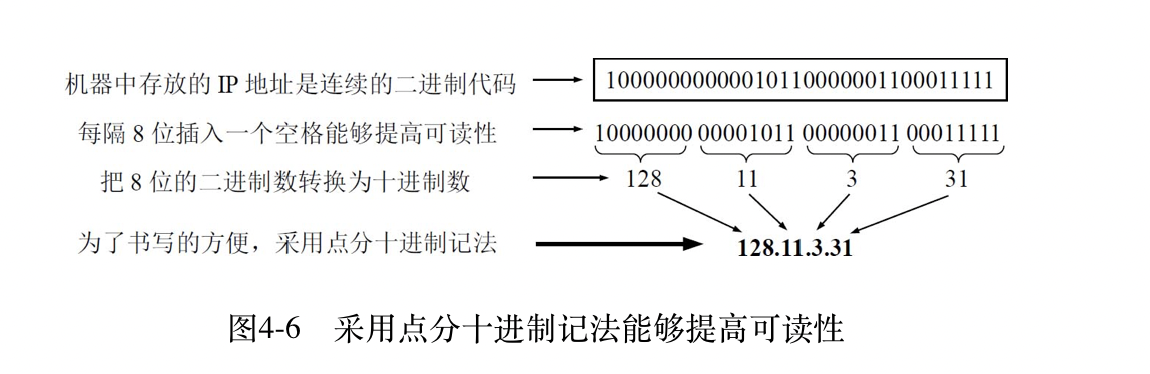 机器中存放的 IP 地址是连续的二进制代码 10000000000010110000001100011111
每隔 8 位插入一个空格能够提高可读性 10000000 00001011 00000011 00011111
把 8 位的二进制数转换为十进制数 128 11 3 31
为了书写的方便，采用点分十进制记法 128.11.3.31
图4-6 采用点分十进制记法能够提高可读性